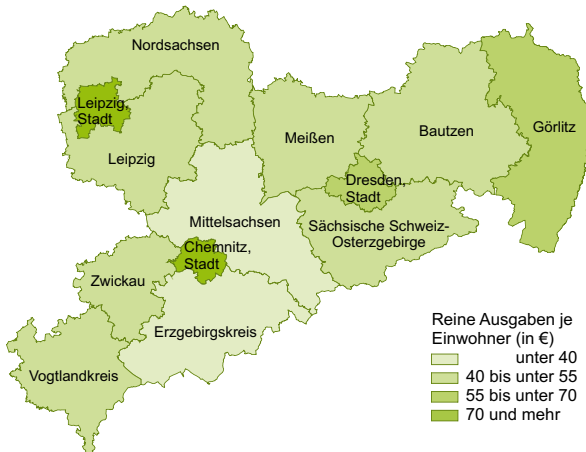 Nordsachsen
Leipzig,
Stadt
Leipzig
Meißen
Bautzen
Görlitz
Dresden,
Stadt
Mittelsachsen
Sächsische Schweiz-
Osterzgebirge
Chemnitz,
Stadt
Zwickau
Erzgebirgskreis
Vogtlandkreis
Reine Ausgaben je
Einwohner (in €)
unter 40
40 bis unter 55
55 bis unter 70
70 und mehr